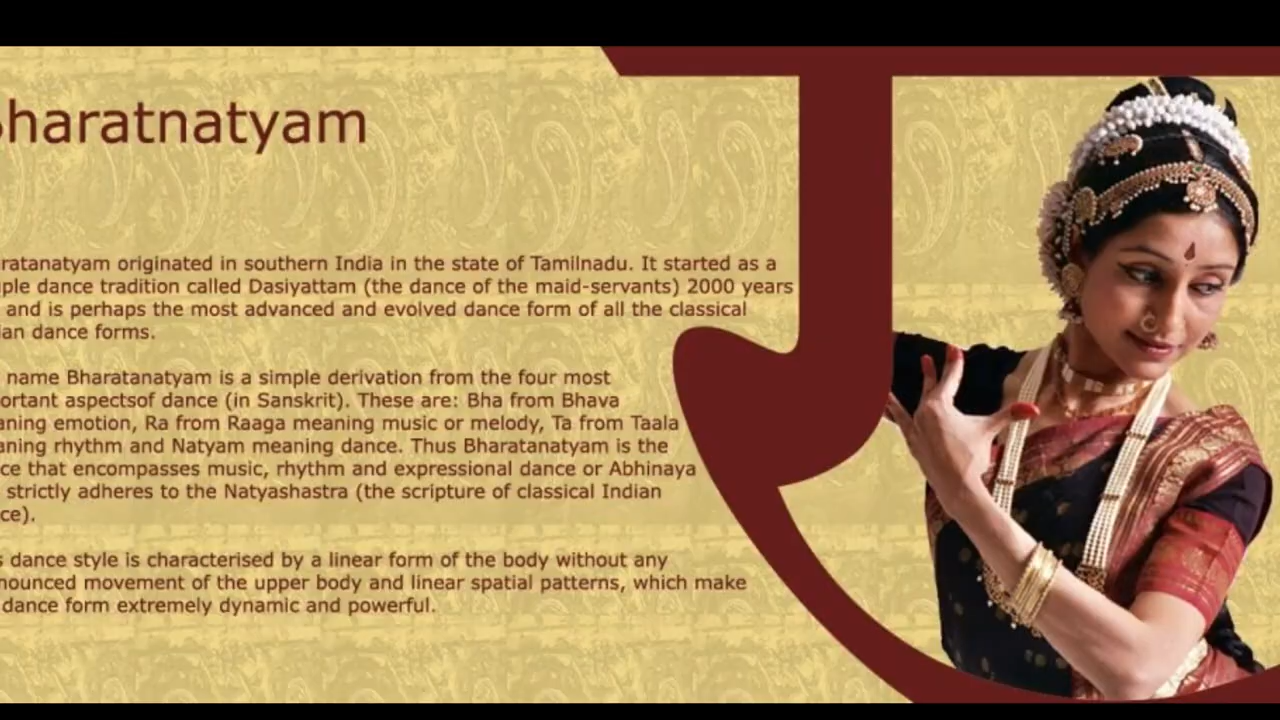 Bharatnatyam
ratanatyam originated in southern India in the state of Tamilnadu. It started as a
ple dance tradition called Dasiyattam (the dance of the maid-servants) 2000 years
and is perhaps the most advanced and evolved dance form of all the classical
ian dance forms.
name Bharatanatyam is a simple derivation from the four most
ortant aspectsof dance (in Sanskrit). These are: Bha from Bhava
aning emotion, Ra from Raaga meaning music or melody, Ta from Taala
aning rhythm and Natyam meaning dance. Thus Bharatanatyam is the
ce that encompasses music, rhythm and expressional dance or Abhinaya
strictly adheres to the Natyashastra (the scripture of classical Indian
ce).
s dance style is characterised by a linear form of the body without any
nounced movement of the upper body and linear spatial patterns, which make
dance form extremely dynamic and powerful.